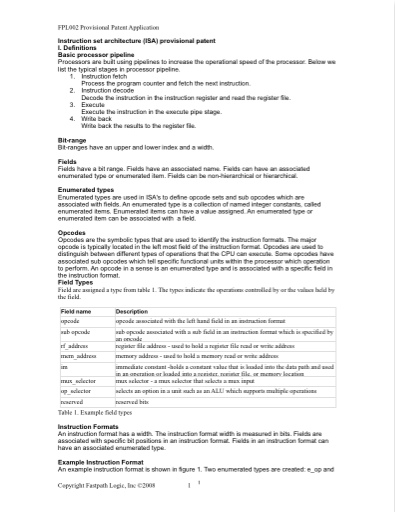 FPL002 Provisional Patent Application
Instruction set architecture (ISA) provisional patent
I. Definitions
Basic processor pipeline
Processors are built using pipelines to increase the operational speed of the processor. Below we
list the typical stages in processor pipeline.
1. Instruction fetch
Process the program counter and fetch the next instruction.
2. Instruction decode
Decode the instruction in the instruction register and read the register file.
3. Execute
Execute the instruction in the execute pipe stage.
4. Write back
Write back the results to the register file.
Bit-range
Bit-ranges have an upper and lower index and a width.
Fields
Fields have a bit range. Fields have an associated name. Fields can have an associated
enumerated type or enumerated item. Fields can be non-hierarchical or hierarchical.
Enumerated types
Enumerated types are used in ISA's to define opcode sets and sub opcodes which are
associated with fields. An enumerated type is a collection of named integer constants, called
enumerated items. Enumerated items can have a value assigned. An enumerated type or
enumerated item can be associated with a field.
Opcodes
Opcodes are the symbolic types that are used to identify the instruction formats. The major
opcode is typically located in the left most field of the instruction format. Opcodes are used to
distinguish between different types of operations that the CPU can execute. Some opcodes have
associated sub opcodes which tell specific functional units within the processor which operation
to perform. An opcode in a sense is an enumerated type and is associated with a specific field in
the instruction format.
Field Types
Field are assigned a type from table 1. The types indicate the operations controlled by or the values held by
the field.
Field name Description
opcode opcode associated with the left hand field in an instruction format
sub opcode sub opcode associated with a sub field in an instruction format which is specified by
an opcode
rf_address register file address - used to hold a register file read or write address
mem_address memory address - used to hold a memory read or write address
im immediate constant -holds a constant value that is loaded into the data path and used
in an operation or loaded into a register, register file, or memory location
mux_selector mux selector - a mux selector that selects a mux input
op_selector selects an option in a unit such as an ALU which supports multiple operations
reserved reserved bits
Table 1. Example field types
Instruction Formats
An instruction format has a width. The instruction format width is measured in bits. Fields are
associated with specific bit positions in an instruction format. Fields in an instruction format can
have an associated enumerated type.
Example Instruction Format
An example instruction format is shown in figure 1. Two enumerated types are created: e_op and
Copyright Fastpath Logic, Inc ©2008 1 1